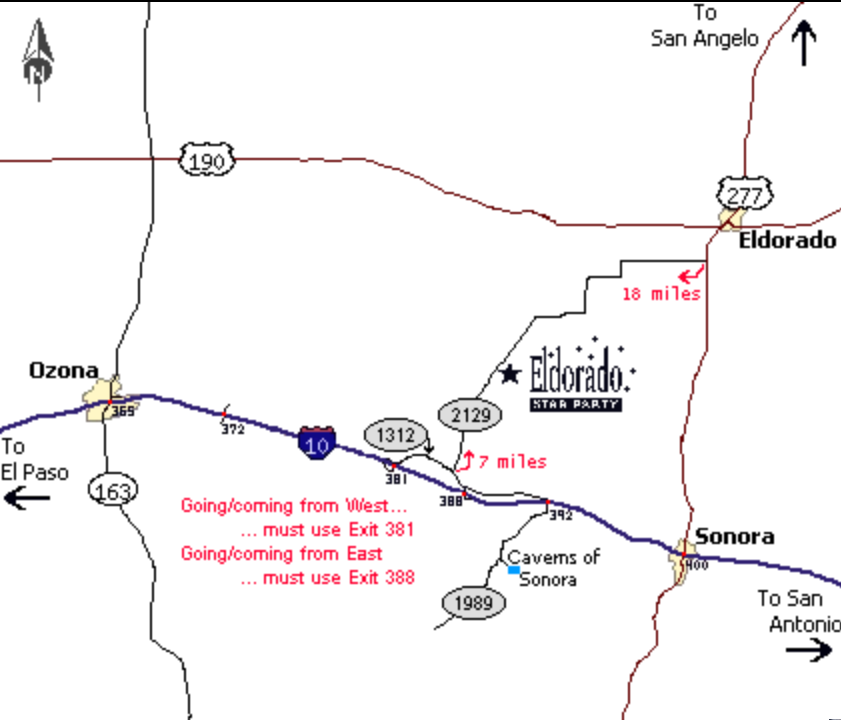 To
San Angelo
N
190
277
Eldorado
18 miles
Ozona
Eldorado
STAR PARTY
369
372
2129
1312
10
To
El Paso
7 miles
381
388
392
163
Going/coming from West...
... must use Exit 381
Going/coming from East
... must use Exit 388
Sonora
400
Caverns of
Sonora
1989
To San
Antonio